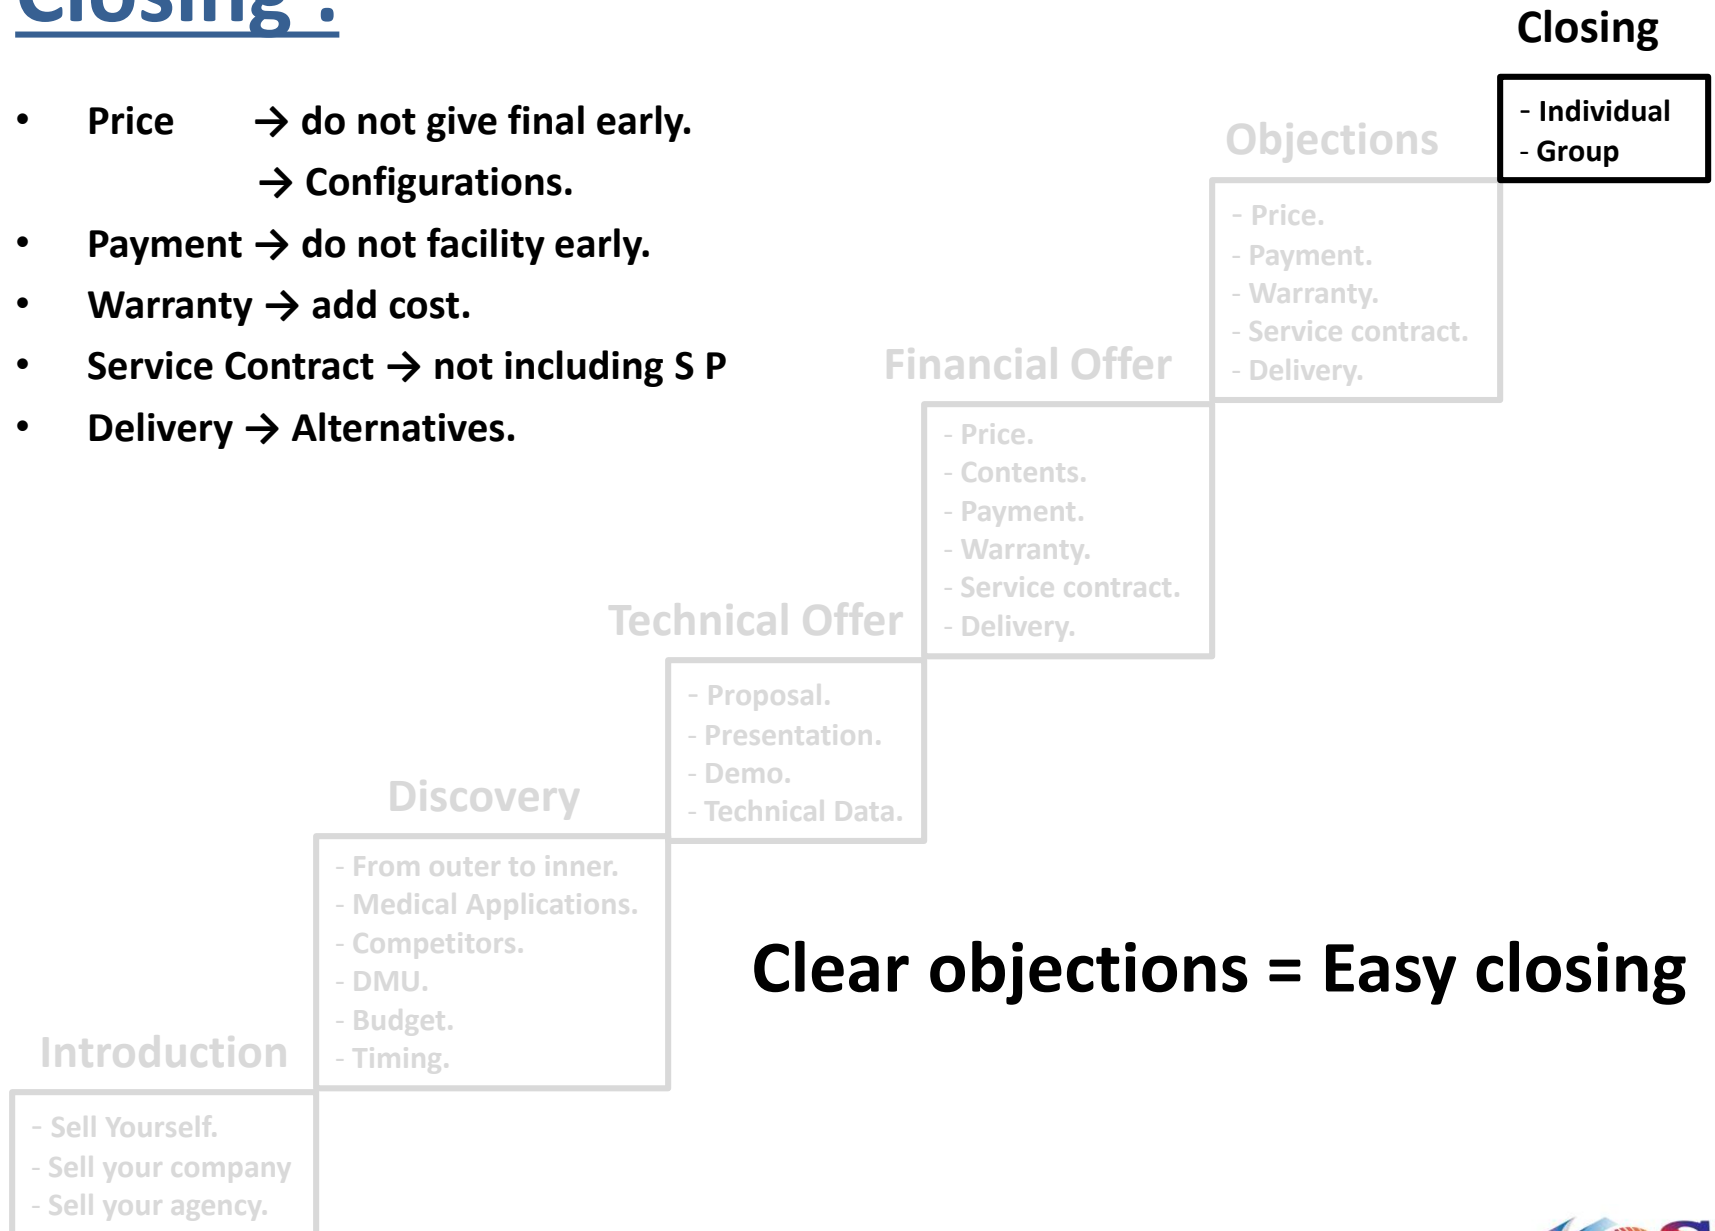 Closing :
• Price → do not give final early.
→ Configurations.
• Payment → do not facility early.
• Warranty → add cost.
• Service Contract → not including S P
• Delivery → Alternatives.
Closing
- Individual
- Group
Objections
- Price.
- Payment.
- Warranty.
- Service contract.
- Delivery.
Financial Offer
- Price.
- Contents.
- Payment.
- Warranty.
- Service contract.
- Delivery.
Technical Offer
- Proposal.
- Presentation.
- Demo.
- Technical Data.
Discovery
- From outer to inner.
- Medical Applications.
- Competitors.
- DMU.
- Budget.
- Timing.
Introduction
- Sell Yourself.
- Sell your company
- Sell your agency.
Clear objections = Easy closing